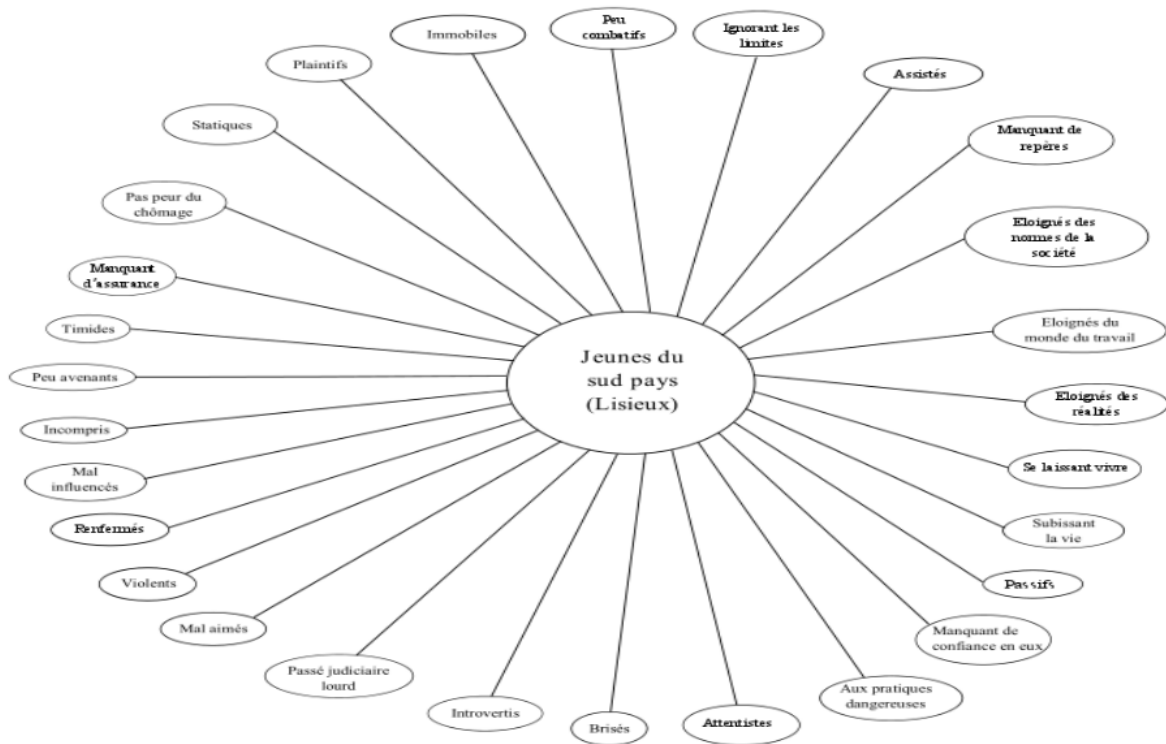 Immobiles
Peu
combatifs
Ignorant les
limites
Assistés
Manquant de
repères
Eloignés des
normes de la
société
Eloignés du
monde du travail
Eloignés des
réalités
Se laissant vivre
Subissant
la vie
Passifs
Manquant de
confiance en eux
Aux pratiques
dangereuses
Attentistes
Brisés
Introvertis
Passé judiciaire
lourd
Mal aimés
Violents
Renfermés
Mal
influencés
Incompris
Peu avenants
Timides
Manquant
d'assurance
Pas peur du
chômage
Statiques
Plaintifs
Jeunes du
sud pays
(Lisieux)